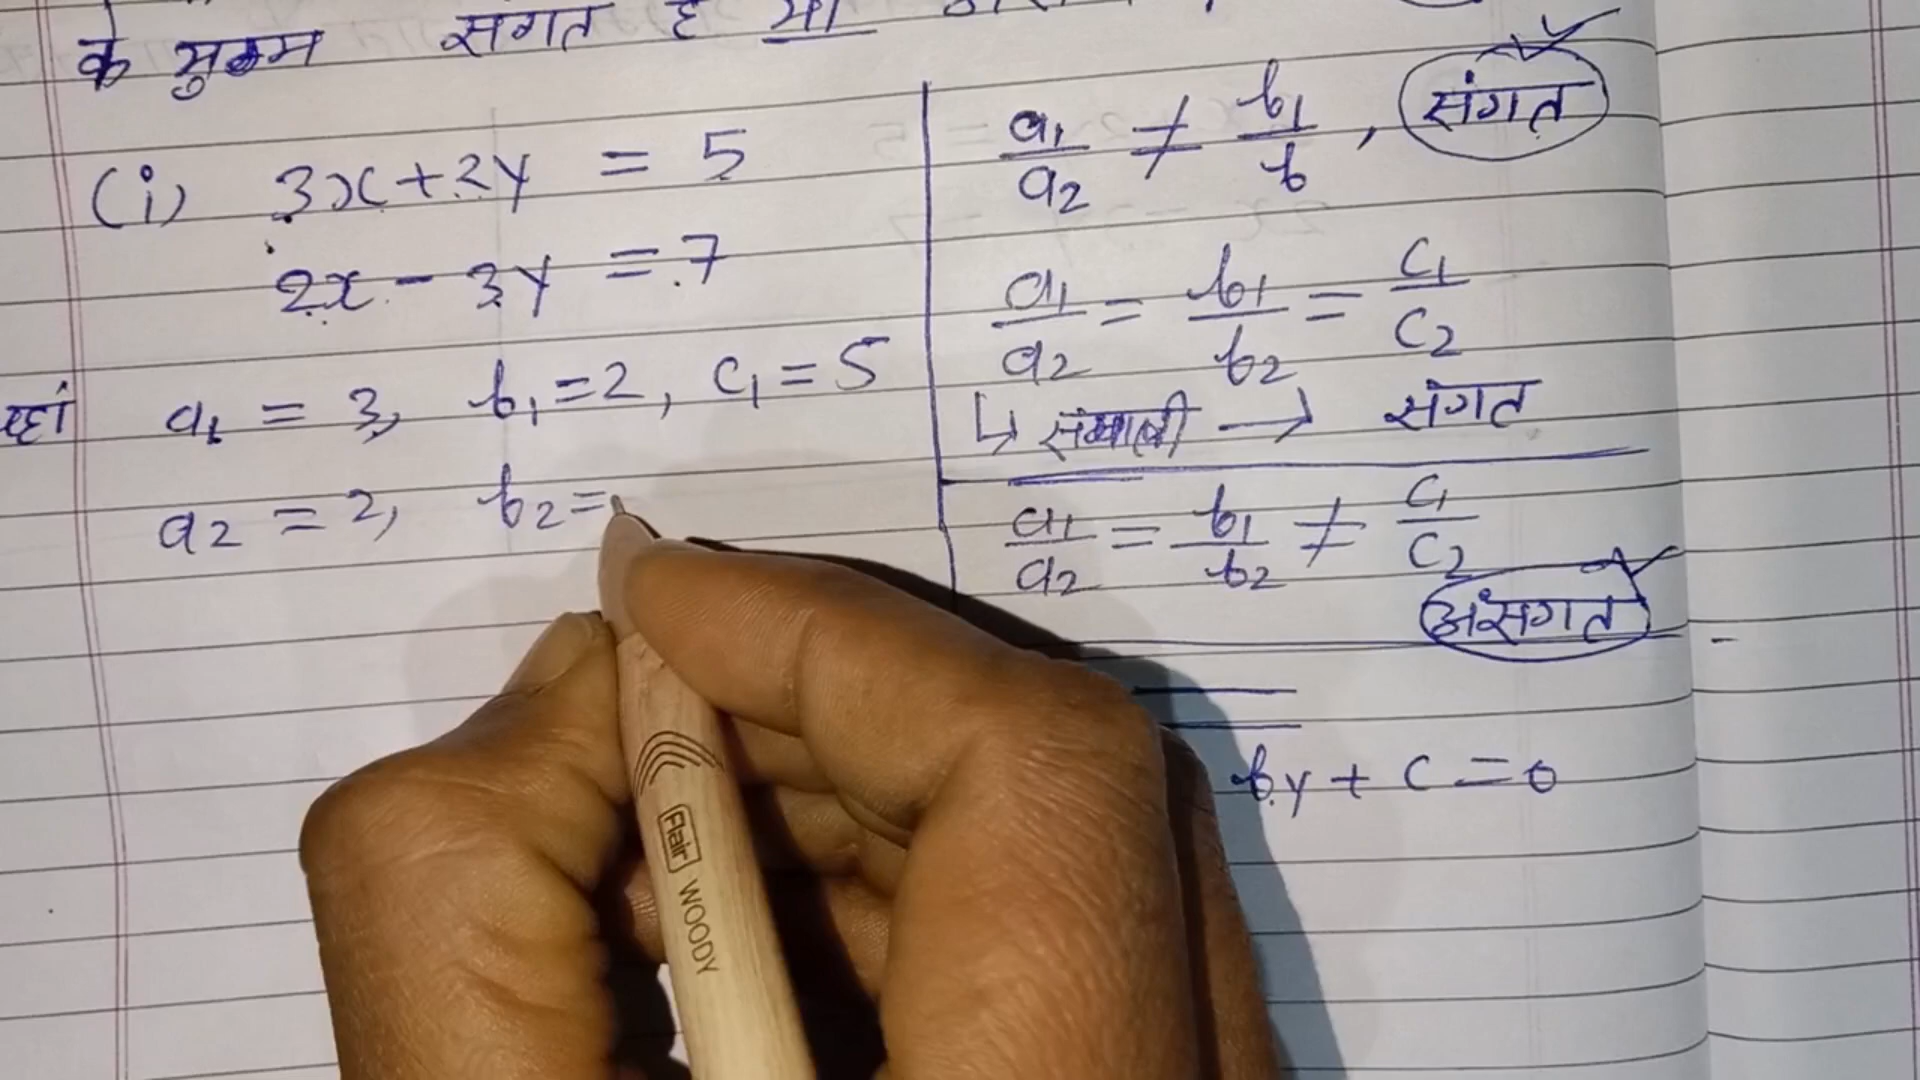 के युग्म संगत है या
(i) 3x+2y = 5
2x - 3y = 7
यहां a1 = 3, b1 = 2, c1 = 5
a2 = 2, b2 =
a1/a2 ≠ b1/b , संगत
a1/a2 = b1/b2 = c1/c2
↳ → संगत
a1/a2 = b1/b2 ≠ c1/c2
अंसगत
by + c = 0
Flair WOODY